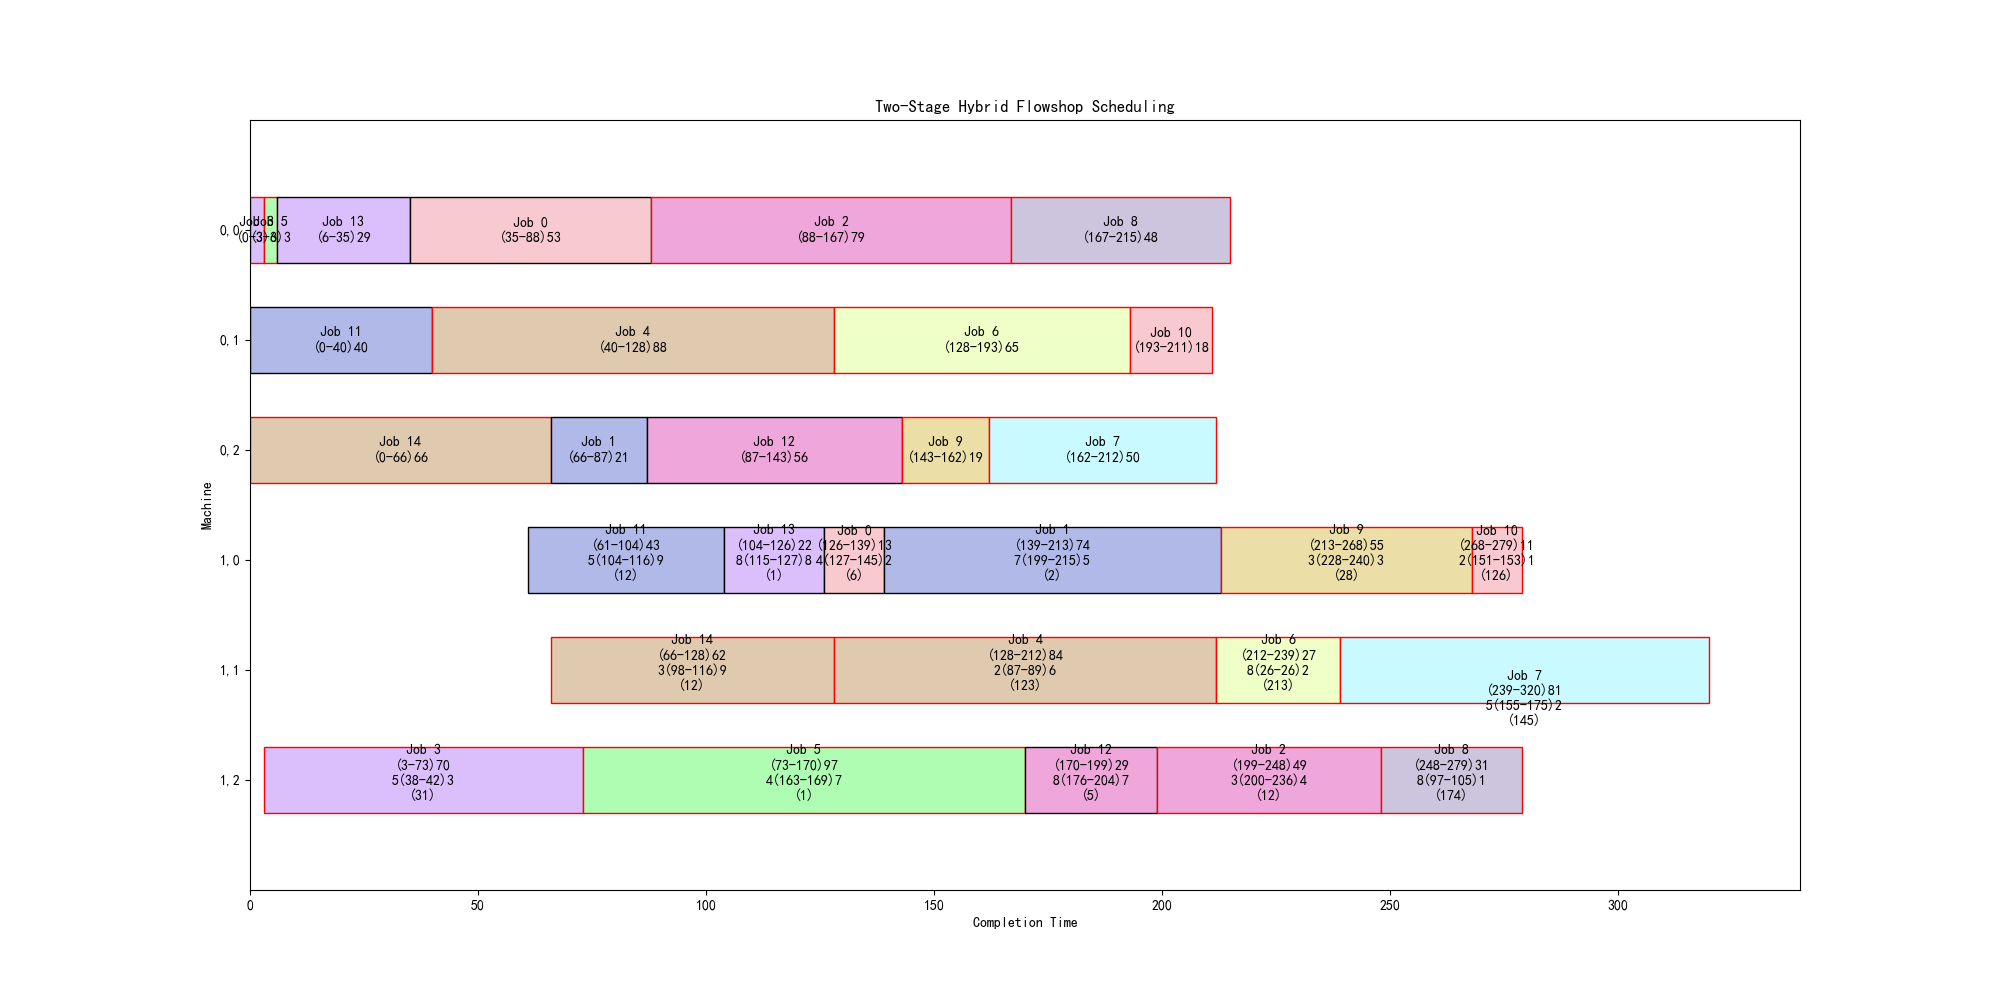 Two-Stage Hybrid Flowshop Scheduling
0,0
Job 3
(0-3)3
Job 5
(3-6)3
Job 13
(6-35)29
Job 0
(35-88)53
Job 2
(88-167)79
Job 8
(167-215)48
0,1
Job 11
(0-40)40
Job 4
(40-128)88
Job 6
(128-193)65
Job 10
(193-211)18
0,2
Job 14
(0-66)66
Job 1
(66-87)21
Job 12
(87-143)56
Job 9
(143-162)19
Job 7
(162-212)50
Machine
1,0
Job 11
(61-104)43
5(104-116)9
(12)
Job 13
(104-126)22
8(115-127)8
(1)
Job 0
(126-139)13
4(127-145)2
(6)
Job 1
(139-213)74
7(199-215)5
(2)
Job 9
(213-268)55
3(228-240)3
(28)
Job 10
(268-279)11
2(151-153)1
(126)
1,1
Job 14
(66-128)62
3(98-116)9
(12)
Job 4
(128-212)84
2(87-89)6
(123)
Job 6
(212-239)27
8(26-26)2
(213)
Job 7
(239-320)81
5(155-175)2
(145)
1,2
Job 3
(3-73)70
5(38-42)3
(31)
Job 5
(73-170)97
4(163-169)7
(1)
Job 12
(170-199)29
8(176-204)7
(5)
Job 2
(199-248)49
3(200-236)4
(12)
Job 8
(248-279)31
8(97-105)1
(174)
0 50 100 150 200 250 300
Completion Time